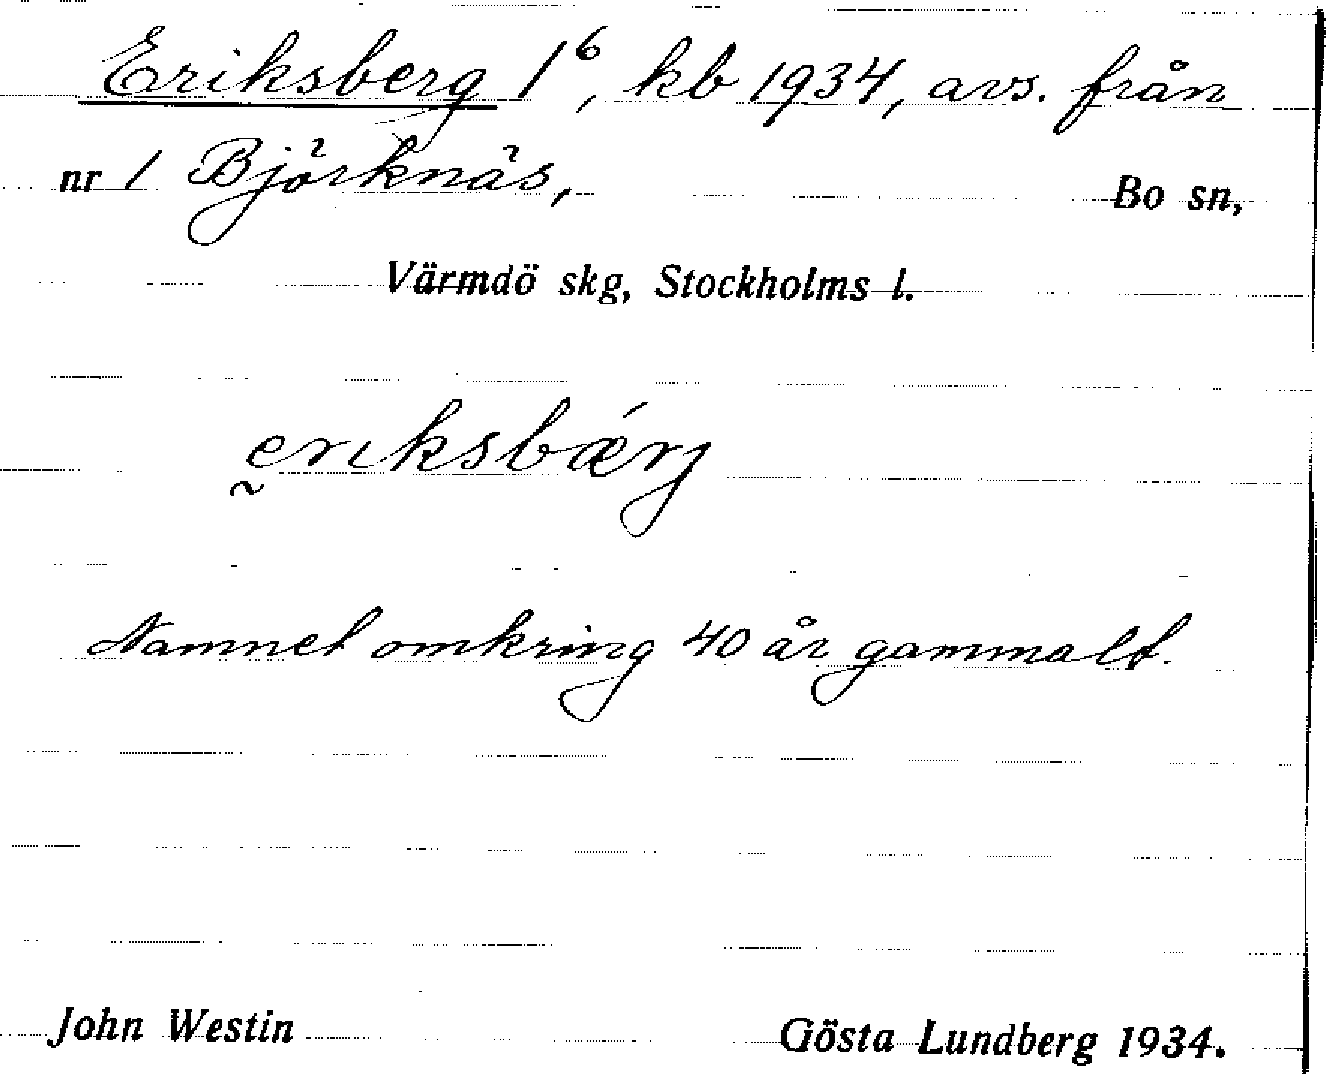 Eriksberg 1⁶, kb 1934, avs. från
nr 1 Björknäs, Bo sn,
Värmdö skg, Stockholms l.
e̬riksbǽrj
Namnet omkring 40 år gammalt.
John Westin Gösta Lundberg 1934.